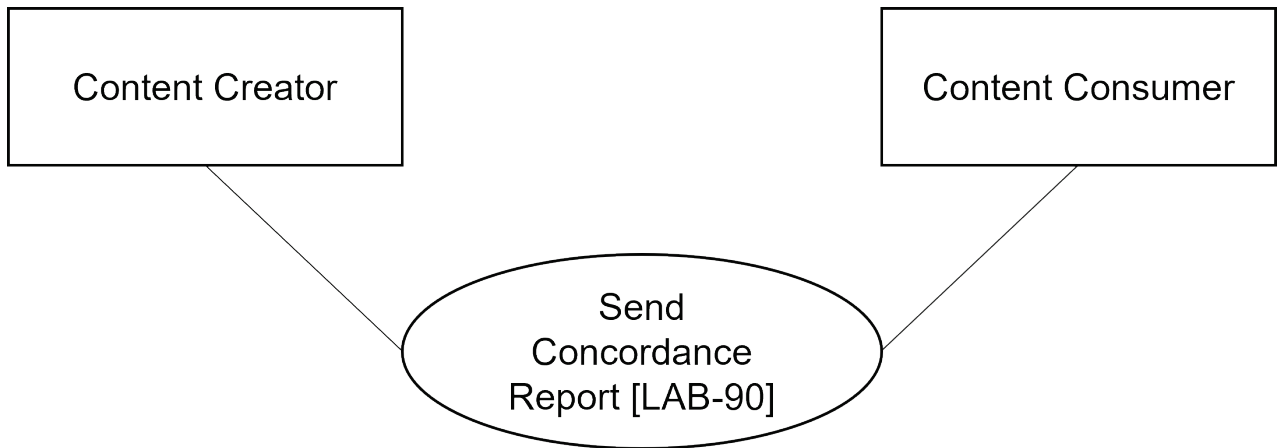 Content Creator
Content Consumer
Send
Concordance
Report [LAB-90]